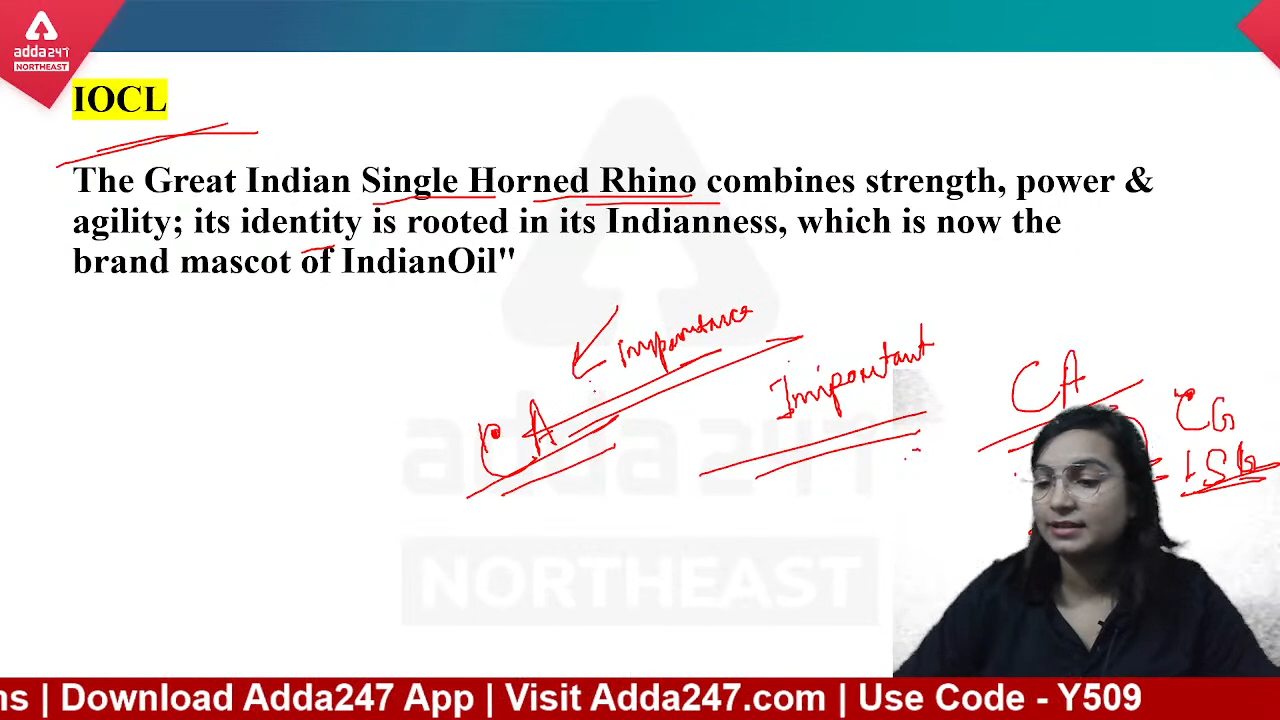 adda247
NORTHEAST
IOCL
The Great Indian Single Horned Rhino combines strength, power &
agility; its identity is rooted in its Indianness, which is now the
brand mascot of IndianOil"
Importance
CA
Important
CA
CG
adda247
NORTHEAST
ns | Download Adda247 App | Visit Adda247.com | Use Code - Y509